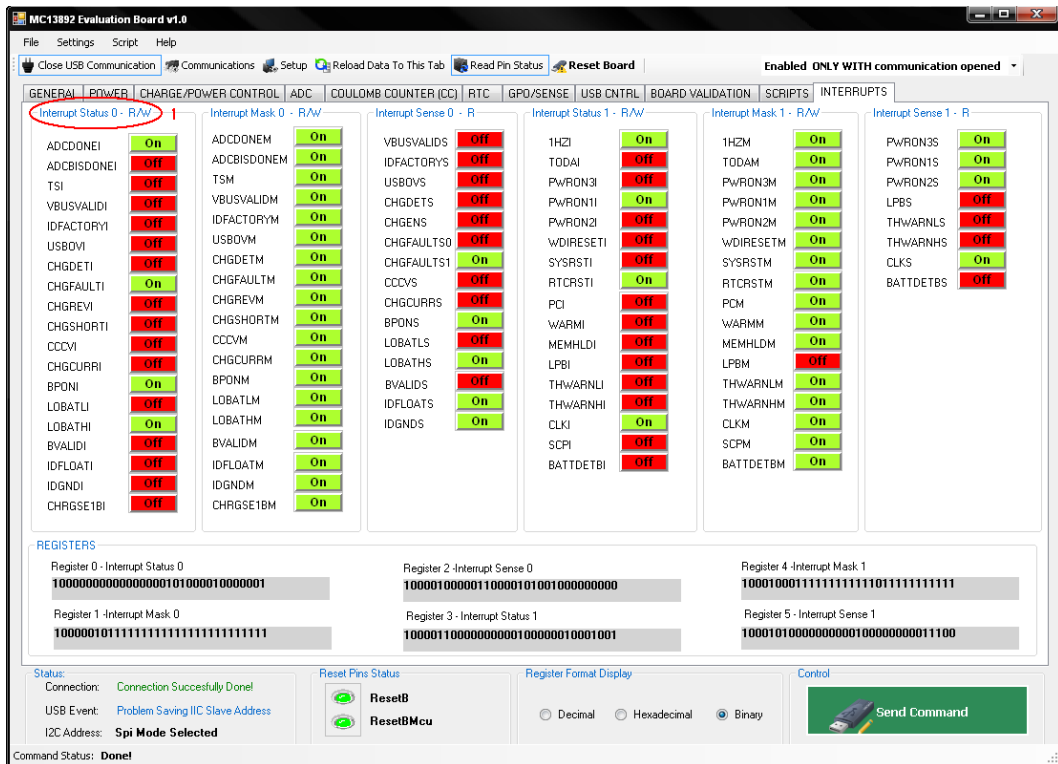 MC13892 Evaluation Board v1.0
File Settings Script Help
Close USB Communication Communications Setup Reload Data To This Tab Read Pin Status Reset Board Enabled ONLY WITH communication opened
GENERAL POWER CHARGE/POWER CONTROL ADC COULOMB COUNTER (CC) RTC GPO/SENSE USB CNTRL BOARD VALIDATION SCRIPTS INTERRUPTS
Interrupt Status 0 - R/W 1
ADCDONEI On
ADCBISDONEI Off
TSI Off
VBUSVALIDI Off
IDFACTORYI Off
USBOVI Off
CHGDETI Off
CHGFAULTI On
CHGREVI Off
CHGSHORTI Off
CCCVI Off
CHGCURRI Off
BPONI On
LOBATLI Off
LOBATHI On
BVALIDI Off
IDFLOATI Off
IDGNDI Off
CHRGSE1BI Off
Interrupt Mask 0 - R/W
ADCDONEM On
ADCBISDONEM On
TSM On
VBUSVALIDM On
IDFACTORYM On
USBOVM On
CHGDETM On
CHGFAULTM On
CHGREVM On
CHGSHORTM On
CCCVM On
CHGCURRM On
BPONM On
LOBATLM On
LOBATHM On
BVALIDM On
IDFLOATM On
IDGNDM On
CHRGSE1BM On
Interrupt Sense 0 - R
VBUSVALIDS Off
IDFACTORYS Off
USBOVS Off
CHGDETS Off
CHGENS Off
CHGFAULTS0 Off
CHGFAULTS1 On
CCCVS Off
CHGCURRS Off
BPONS On
LOBATLS Off
LOBATHS On
BVALIDS Off
IDFLOATS On
IDGNDS On
Interrupt Status 1 - R/W
1HZI On
TODAI Off
PWRON3I Off
PWRON1I On
PWRON2I Off
WDIRESETI Off
SYSRSTI Off
RTCRSTI On
PCI Off
WARMI Off
MEMHLDI Off
LPBI Off
THWARNLI Off
THWARNHI Off
CLKI On
SCPI Off
BATTDETBI Off
Interrupt Mask 1 - R/W
1HZM On
TODAM On
PWRON3M On
PWRON1M On
PWRON2M On
WDIRESETM On
SYSRSTM On
RTCRSTM On
PCM On
WARMM On
MEMHLDM On
LPBM Off
THWARNLM On
THWARNHM On
CLKM On
SCPM On
BATTDETBM On
Interrupt Sense 1 - R
PWRON3S On
PWRON1S On
PWRON2S On
LPBS Off
THWARNLS Off
THWARNHS Off
CLKS On
BATTDETBS Off
REGISTERS
Register 0 - Interrupt Status 0
1000000000000000101000010000001
Register 1 -Interrupt Mask 0
10000010111111111111111111111111
Register 2 -Interrupt Sense 0
10000100000110000101001000000000
Register 3 - Interrupt Status 1
10000110000000000100000010001001
Register 4 -Interrupt Mask 1
10001000111111111111011111111111
Register 5 - Interrupt Sense 1
10001010000000000100000000011100
Status:
Connection: Connection Succesfully Done!
USB Event: Problem Saving IIC Slave Address
I2C Address: Spi Mode Selected
Reset Pins Status
ResetB
ResetBMcu
Register Format Display
Decimal Hexadecimal Binary
Control
Send Command
Command Status: Done!